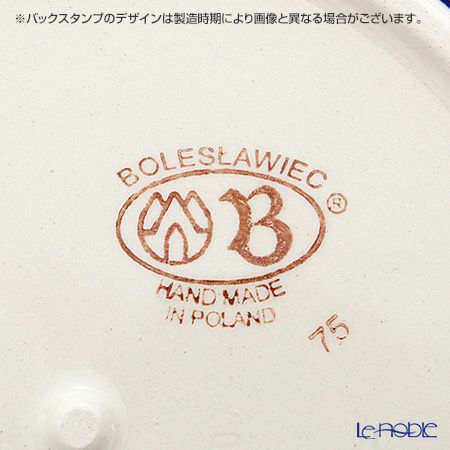 ※バックスタンプのデザインは製造時期により画像と異なる場合がございます。
BOLESŁAWIEC ®
B
HAND MADE
IN POLAND
75
Le noble